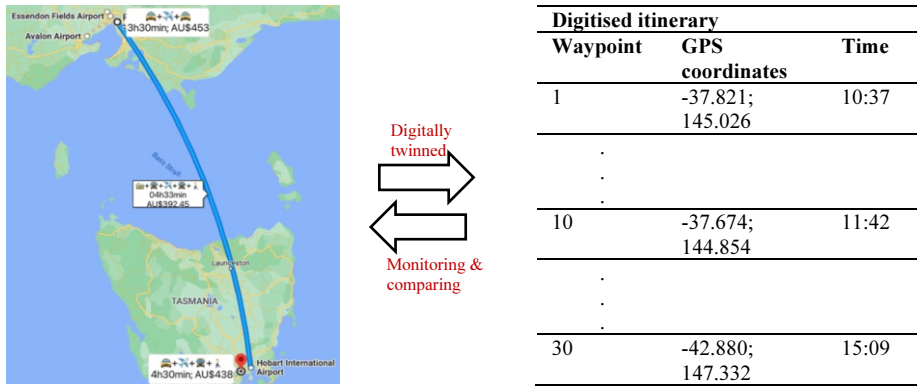 Essendon Fields Airport
3h30min; AU$453
Avalon Airport
Bass Strait
04h33min
AU$392.45
Launceston
TASMANIA
Hobart International
Airport
4h30min; AU$438
Digitally
twinned
Monitoring &
comparing
Digitised itinerary
Waypoint GPS Time
coordinates
1 -37.821; 10:37
145.026
.
.
.
10 -37.674; 11:42
144.854
.
.
.
30 -42.880; 15:09
147.332